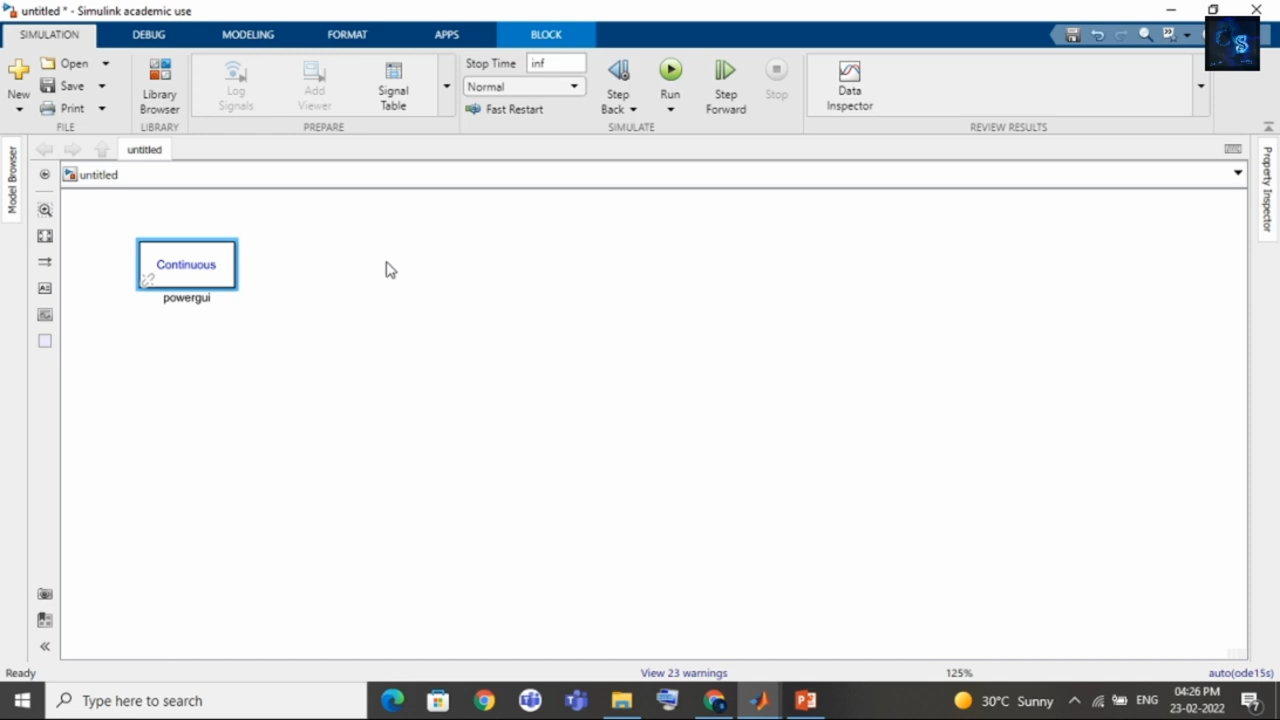 untitled * - Simulink academic use
SIMULATION DEBUG MODELING FORMAT APPS BLOCK
New
Open
Save
Print
FILE
Library Browser
LIBRARY
Log Signals
Add Viewer
Signal Table
PREPARE
Stop Time inf
Normal
Fast Restart
Step Back
Run
Step Forward
Stop
SIMULATE
Data Inspector
REVIEW RESULTS
Model Browser
untitled
untitled
Property Inspector
Continuous
powergui
Ready
View 23 warnings
125%
auto(ode15s)
Type here to search
30°C Sunny
ENG
04:26 PM
23-02-2022
7